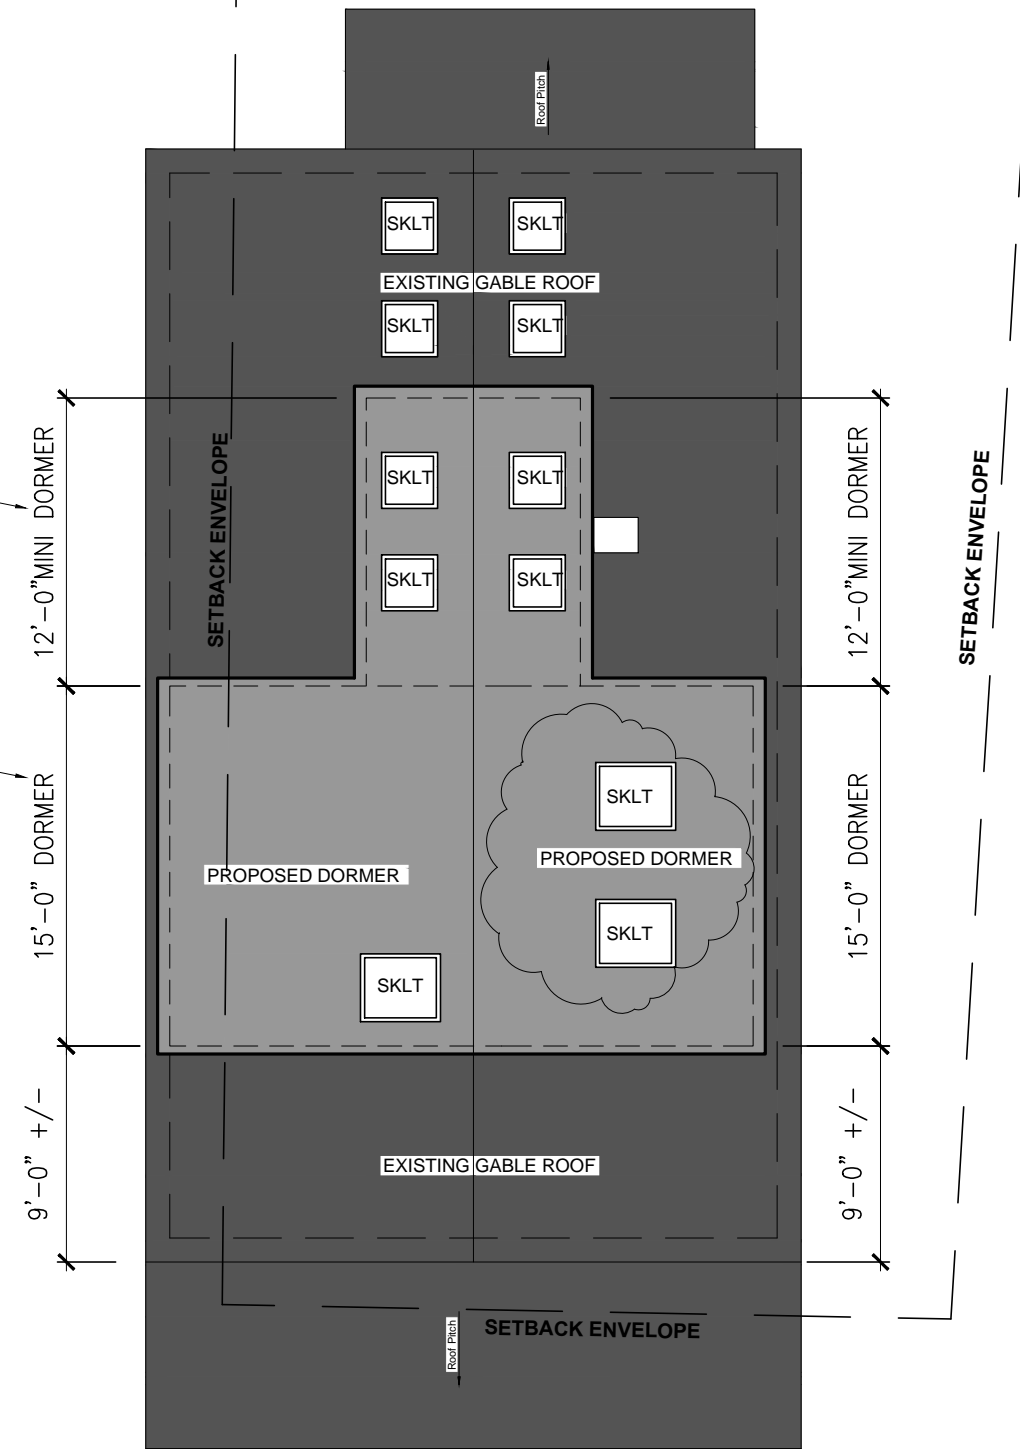 Roof Pitch
SKLT
SKLT
EXISTING GABLE ROOF
SKLT
SKLT
12'-0"MINI DORMER
SETBACK ENVELOPE
SKLT
SKLT
12'-0"MINI DORMER
SETBACK ENVELOPE
SKLT
SKLT
15'-0" DORMER
SKLT
15'-0" DORMER
PROPOSED DORMER
PROPOSED DORMER
SKLT
SKLT
9'-0" +/-
EXISTING GABLE ROOF
9'-0" +/-
Roof Pitch
SETBACK ENVELOPE